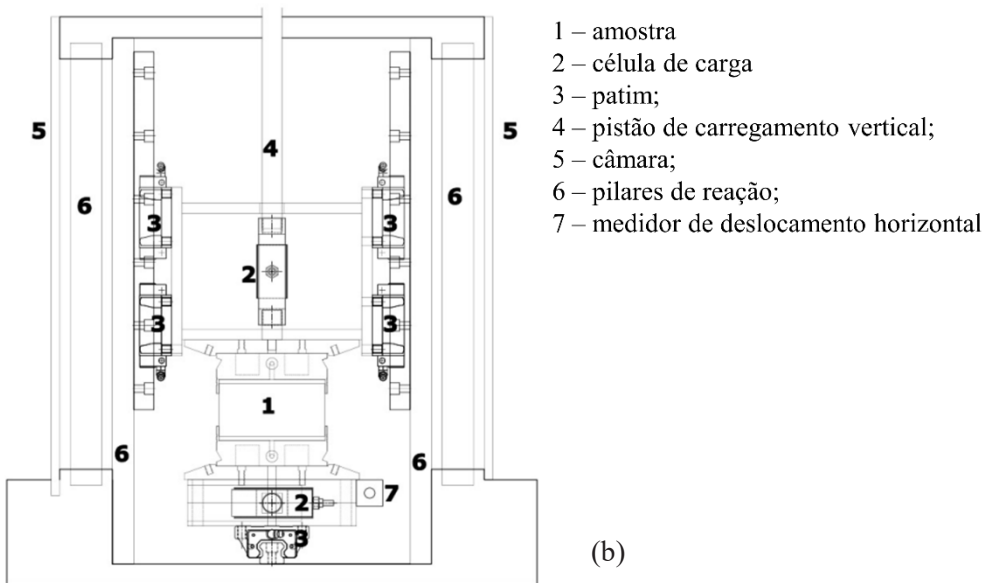 1 – amostra
2 – célula de carga
3 – patim;
4 – pistão de carregamento vertical;
5 – câmara;
6 – pilares de reação;
7 – medidor de deslocamento horizontal
5
5
4
6
6
3
3
2
3
3
1
6
6
7
2
3
(b)